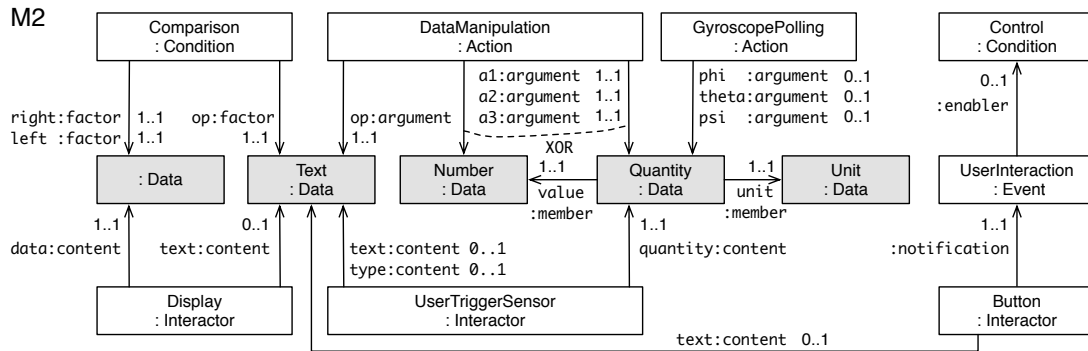 M2
Comparison
: Condition
DataManipulation
: Action
GyroscopePolling
: Action
Control
: Condition
right:factor 1..1
left :factor 1..1
op:factor
1..1
op:argument
1..1
a1:argument 1..1
a2:argument 1..1
a3:argument 1..1
XOR
phi :argument 0..1
theta:argument 0..1
psi :argument 0..1
0..1
:enabler
: Data
Text
: Data
Number
: Data
1..1
value
:member
Quantity
: Data
1..1
unit
:member
Unit
: Data
UserInteraction
: Event
1..1
data:content
0..1
text:content
text:content 0..1
type:content 0..1
1..1
quantity:content
1..1
:notification
Display
: Interactor
UserTriggerSensor
: Interactor
Button
: Interactor
text:content 0..1